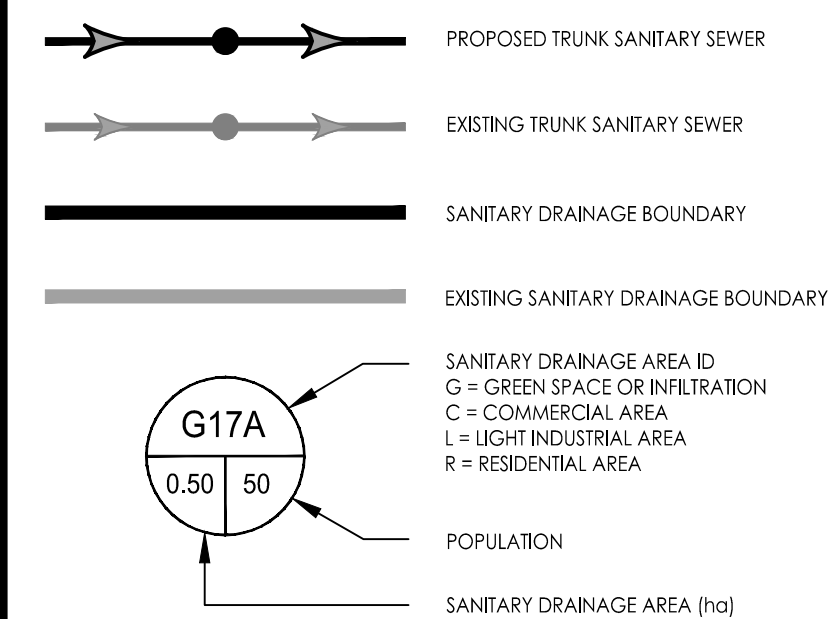 PROPOSED TRUNK SANITARY SEWER
EXISTING TRUNK SANITARY SEWER
SANITARY DRAINAGE BOUNDARY
EXISTING SANITARY DRAINAGE BOUNDARY
SANITARY DRAINAGE AREA ID
G = GREEN SPACE OR INFILTRATION
C = COMMERCIAL AREA
L = LIGHT INDUSTRIAL AREA
R = RESIDENTIAL AREA
G17A
0.50 50
POPULATION
SANITARY DRAINAGE AREA (ha)